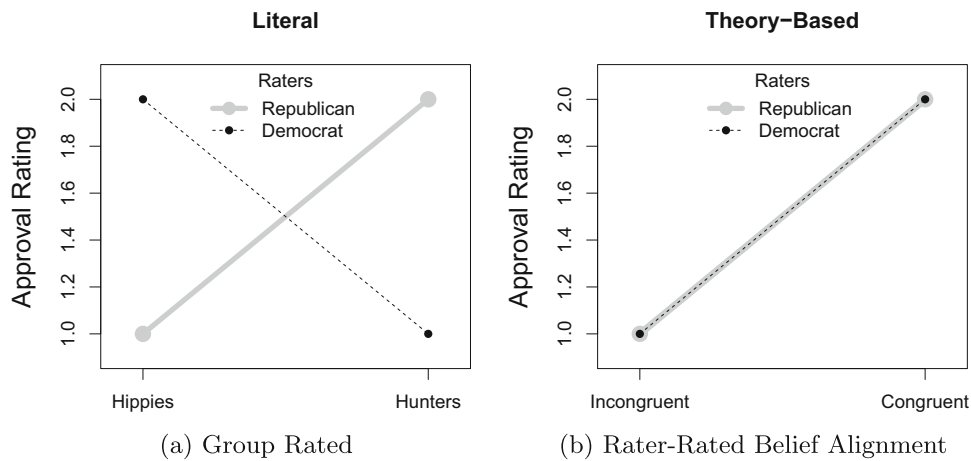 Literal
Approval Rating
2.0
1.8
1.6
1.4
1.2
1.0
Raters
Republican
Democrat
Hippies
Hunters
(a) Group Rated
Theory−Based
Approval Rating
2.0
1.8
1.6
1.4
1.2
1.0
Raters
Republican
Democrat
Incongruent
Congruent
(b) Rater-Rated Belief Alignment